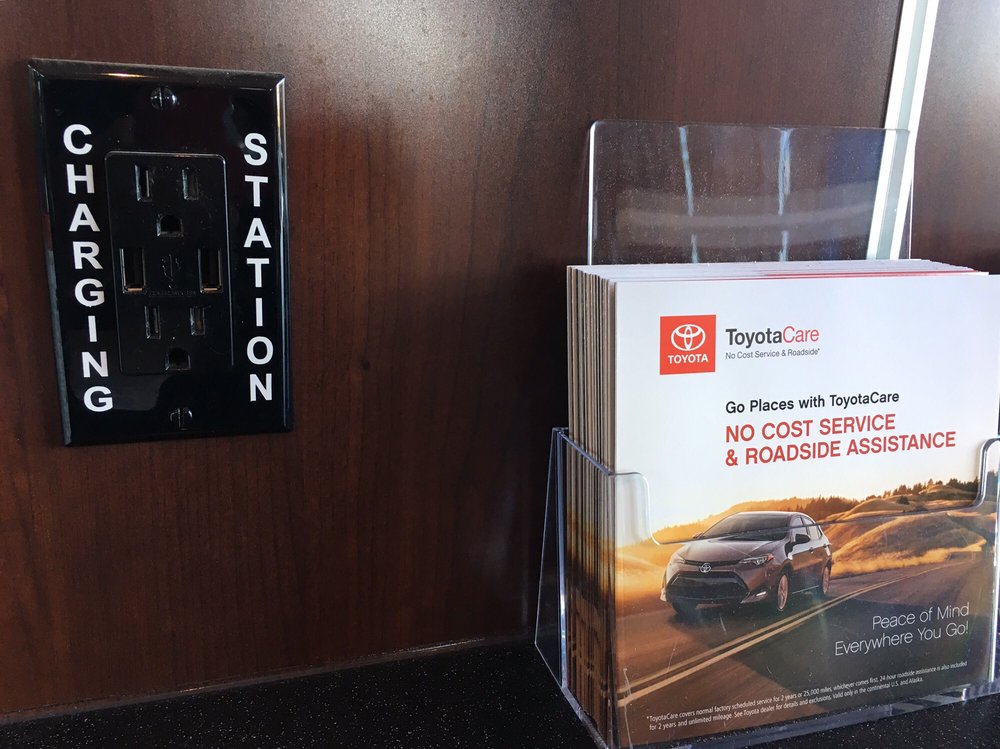 CHARGING
STATION
TOYOTA
ToyotaCare
No Cost Service & Roadside*
Go Places with ToyotaCare
NO COST SERVICE
& ROADSIDE ASSISTANCE
Peace of Mind
Everywhere You Go!
*ToyotaCare covers normal factory scheduled service for 2 years or 25,000 miles, whichever comes first. 24-hour roadside assistance is also included
for 2 years and unlimited mileage. See Toyota dealer for details and exclusions. Valid only in the continental U.S. and Alaska.